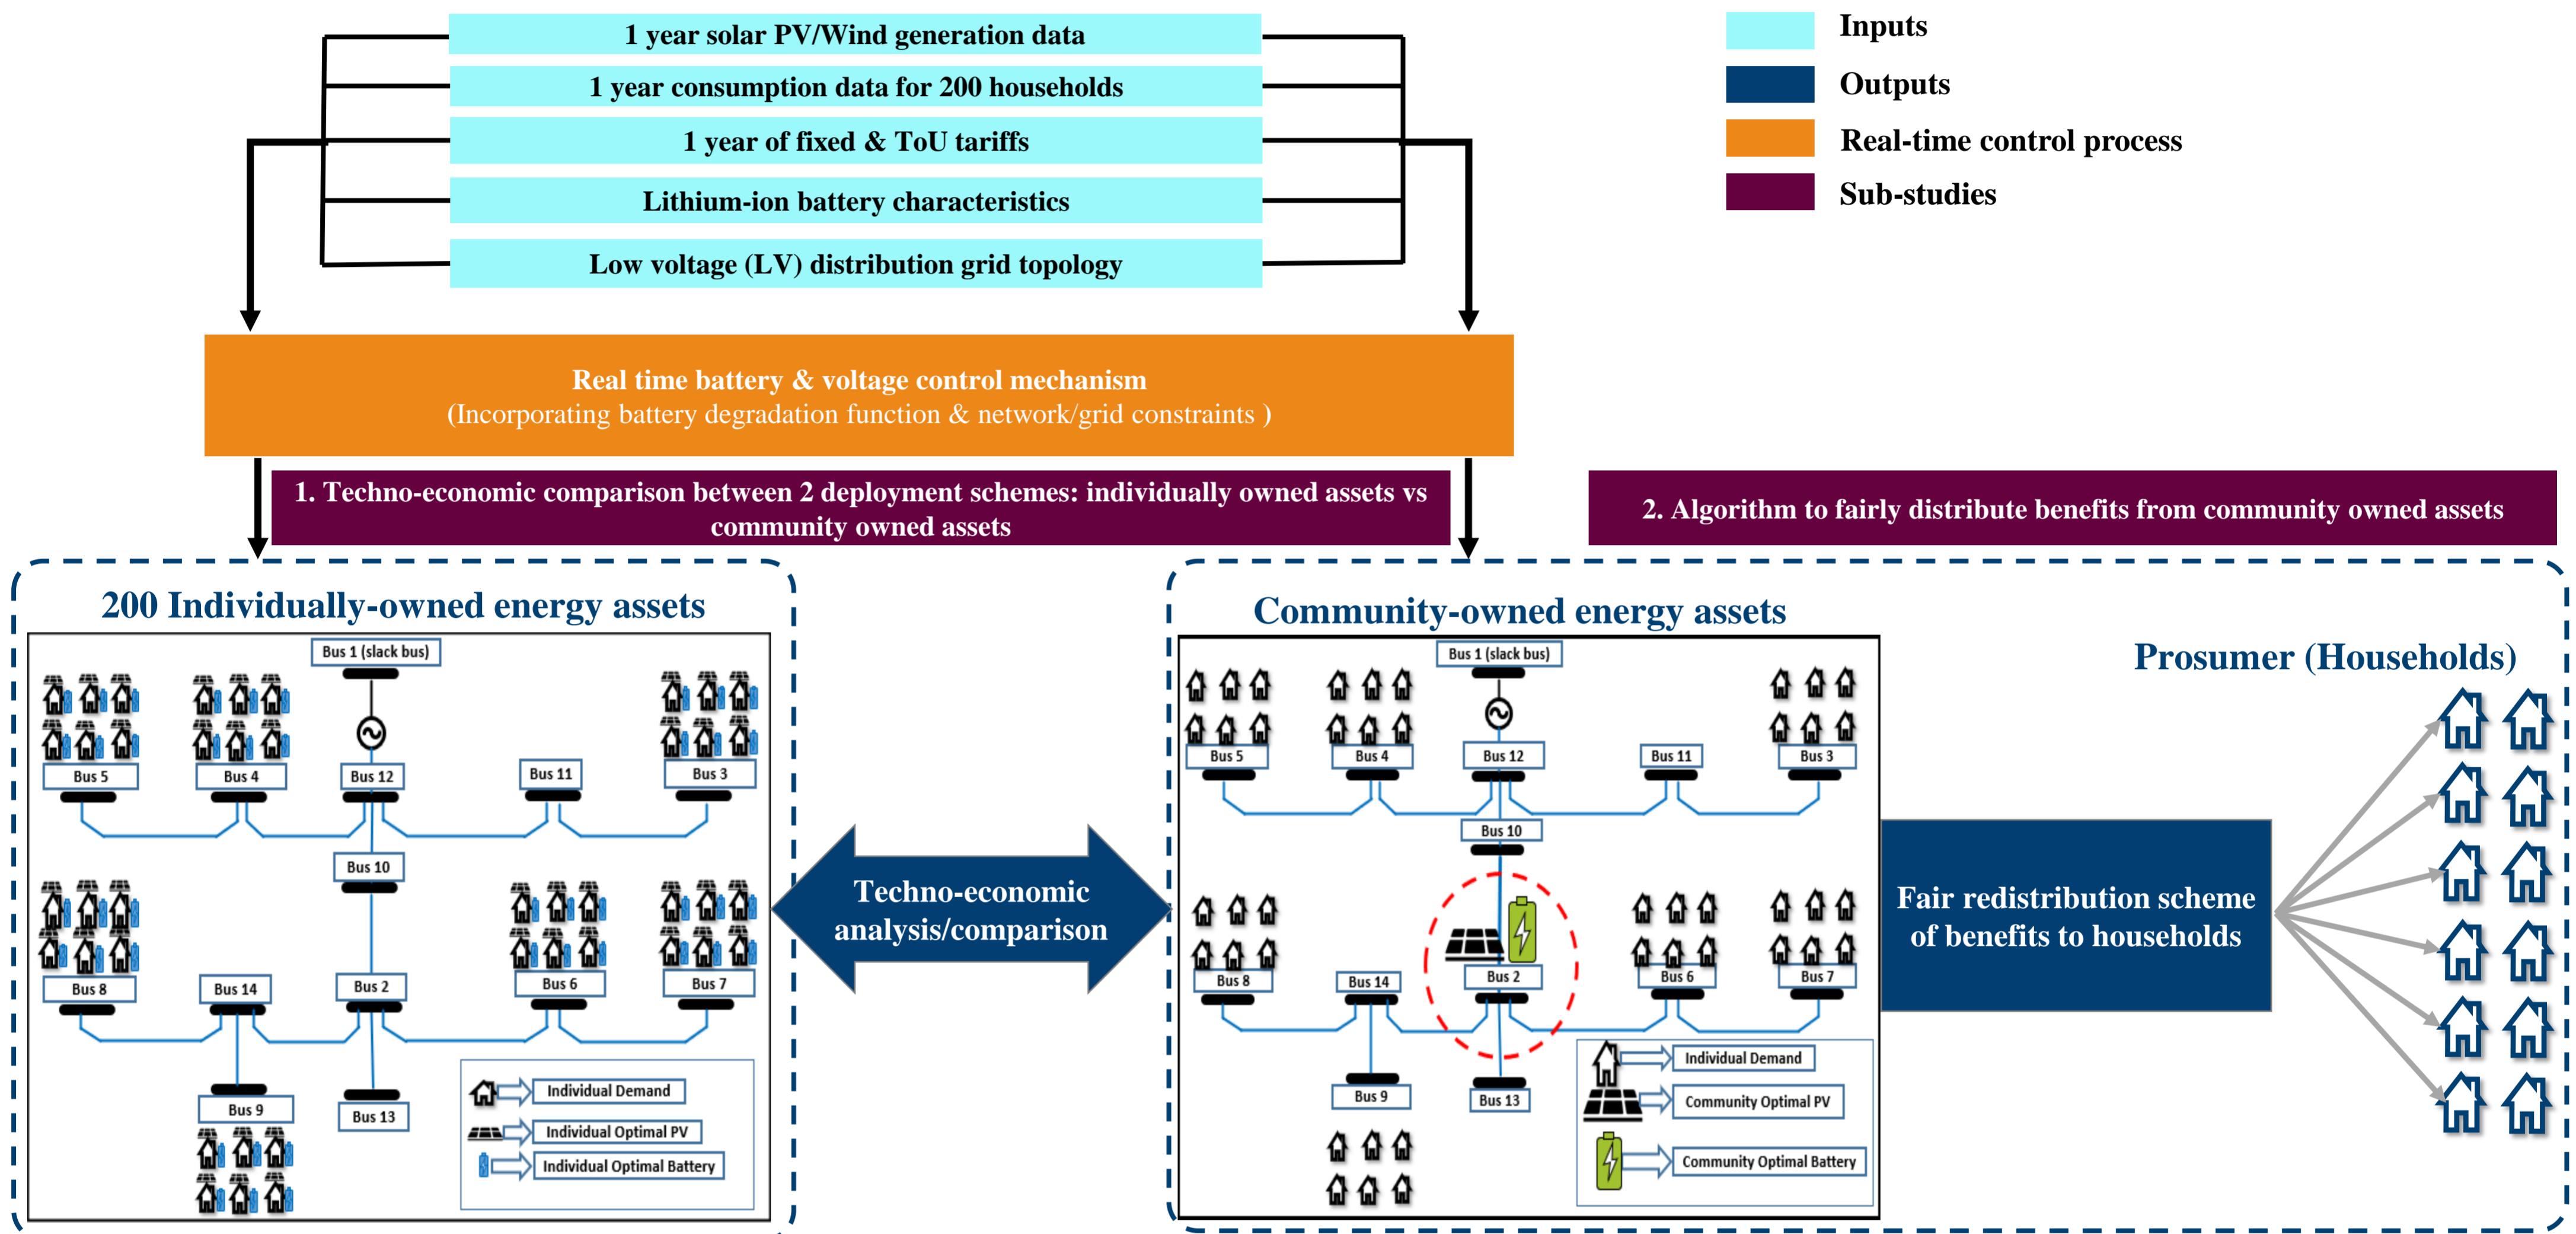 1 year solar PV/Wind generation data
1 year consumption data for 200 households
1 year of fixed & ToU tariffs
Lithium-ion battery characteristics
Low voltage (LV) distribution grid topology
Inputs
Outputs
Real-time control process
Sub-studies
Real time battery & voltage control mechanism
(Incorporating battery degradation function & network/grid constraints )
1. Techno-economic comparison between 2 deployment schemes: individually owned assets vs
community owned assets
2. Algorithm to fairly distribute benefits from community owned assets
200 Individually-owned energy assets
Bus 1 (slack bus)
Bus 5
Bus 4
Bus 12
Bus 11
Bus 3
Bus 10
Bus 8
Bus 14
Bus 2
Bus 6
Bus 7
Bus 9
Bus 13
Individual Demand
Individual Optimal PV
Individual Optimal Battery
Techno-economic
analysis/comparison
Community-owned energy assets
Bus 1 (slack bus)
Bus 5
Bus 4
Bus 12
Bus 11
Bus 3
Bus 10
Bus 8
Bus 14
Bus 2
Bus 6
Bus 7
Bus 9
Bus 13
Individual Demand
Community Optimal PV
Community Optimal Battery
Fair redistribution scheme
of benefits to households
Prosumer (Households)